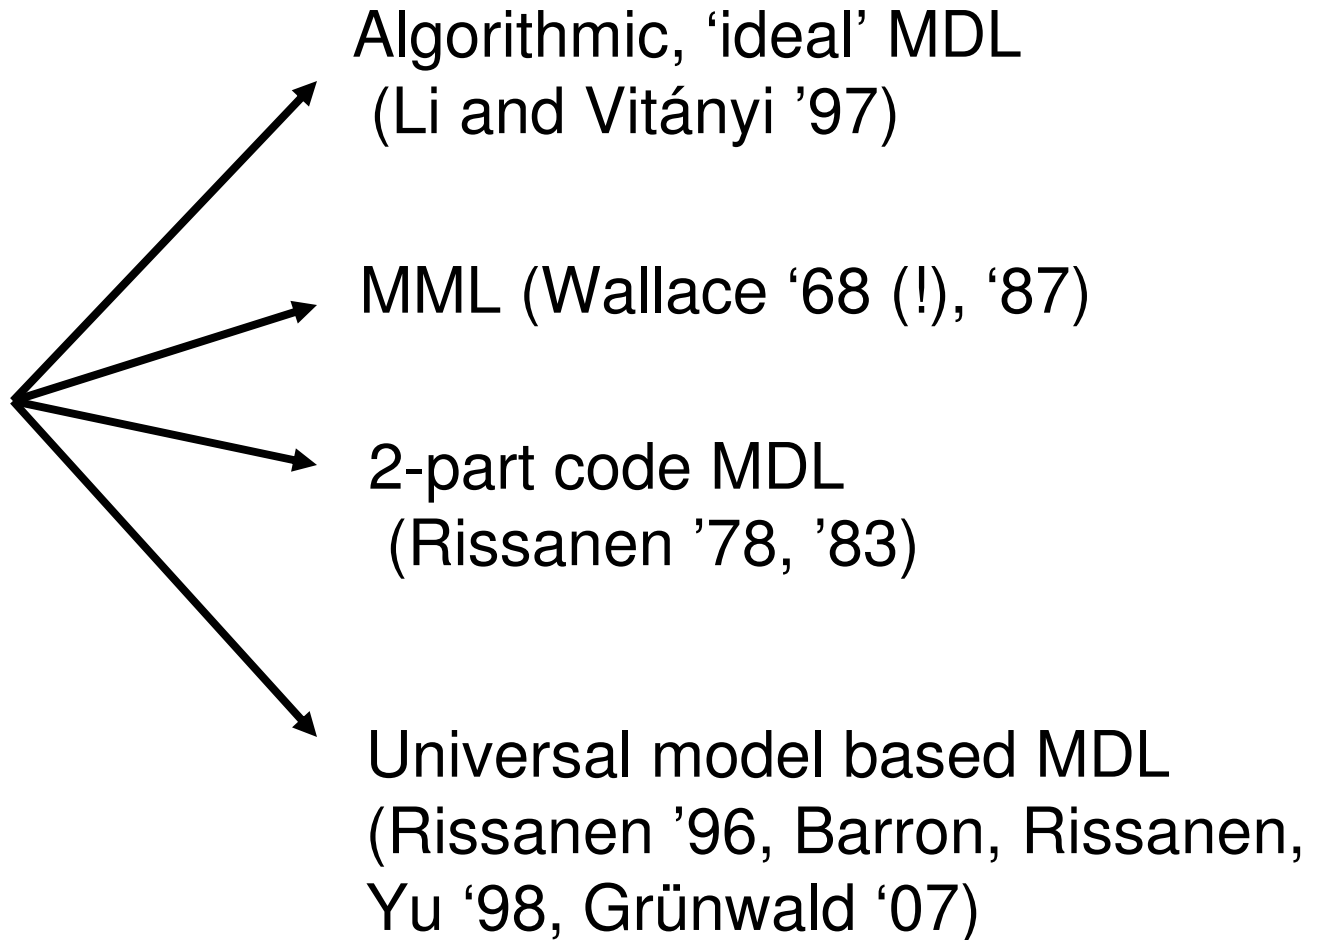 Algorithmic, ‘ideal’ MDL
(Li and Vitányi ’97)
MML (Wallace ‘68 (!), ‘87)
2-part code MDL
(Rissanen ’78, ’83)
Universal model based MDL
(Rissanen ’96, Barron, Rissanen,
Yu ‘98, Grünwald ‘07)